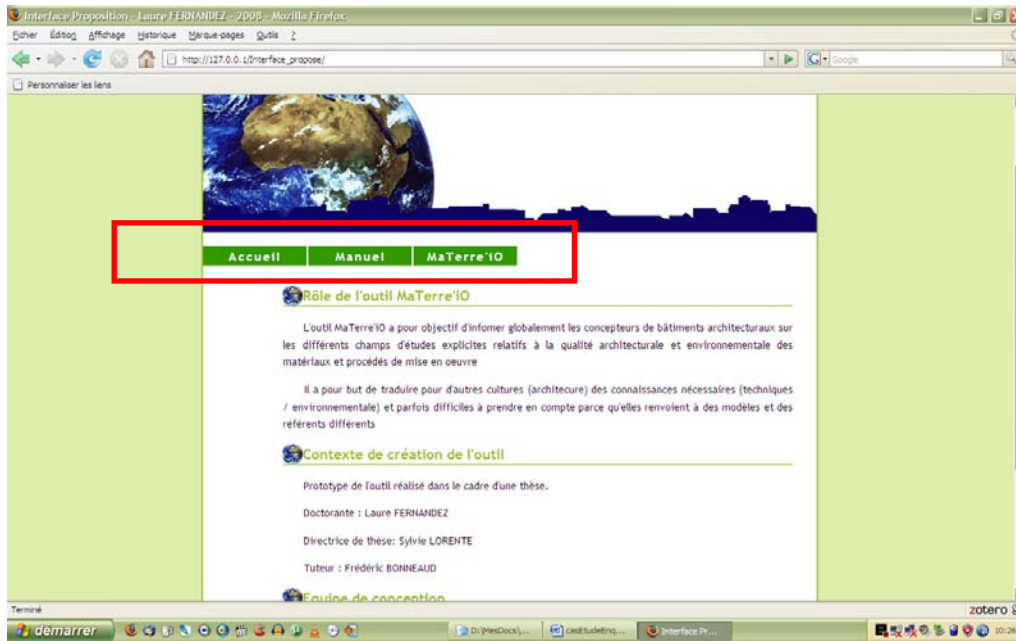 Interface Proposition - Laure FERNANDEZ - 2008 - Mozilla Firefox
Fichier Édition Affichage Historique Marque-pages Outils ?
http://127.0.0.1/Interface_propose/
Google
Personnaliser les liens
Accueil Manuel MaTerre'iO
Rôle de l'outil MaTerre'iO
L'outil MaTerre'iO a pour objectif d'infomer globalement les concepteurs de bâtiments architecturaux sur
les différents champs d'études explicites relatifs à la qualité architecturale et environnementale des
matériaux et procédés de mise en oeuvre
Il a pour but de traduire pour d'autres cultures (architecure) des connaissances nécessaires (techniques
/ environnementale) et parfois difficiles à prendre en compte parce qu'elles renvoient à des modèles et des
référents différents
Contexte de création de l'outil
Prototype de l'outil réalisé dans le cadre d'une thèse.
Doctorante : Laure FERNANDEZ
Directrice de thèse: Sylvie LORENTE
Tuteur : Frédéric BONNEAUD
Equipe de conception
Terminé
zotero
démarrer
D:\MesDocs\...
casEtudeEnq...
Interface Pr...
10:26